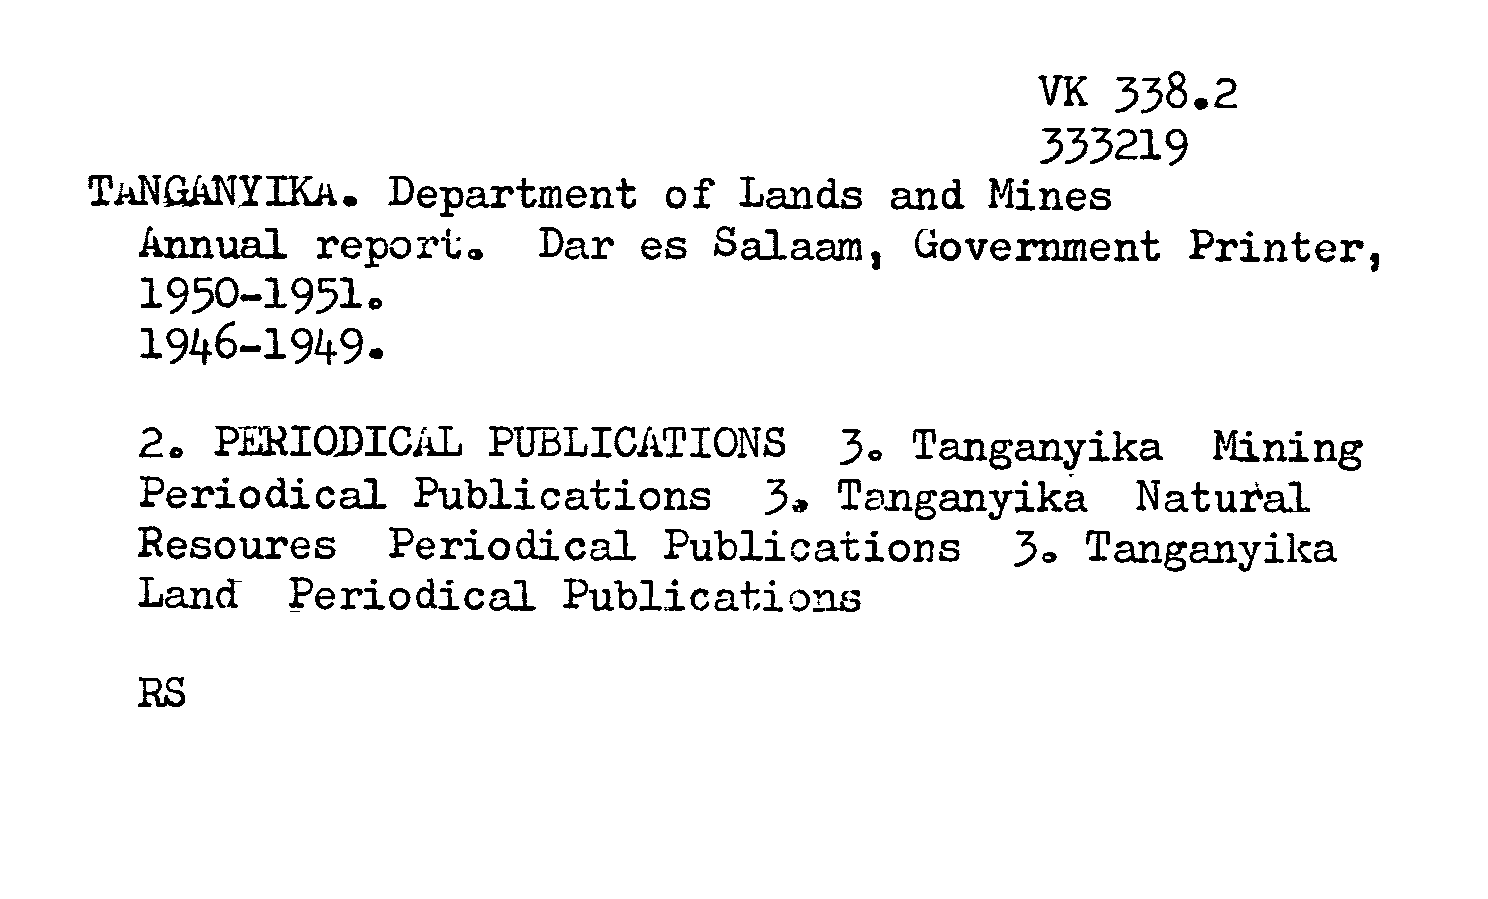 VK 338.2
333219
TANGANYIKA. Department of Lands and Mines
Annual report. Dar es Salaam, Government Printer,
1950-1951.
1946-1949.
2. PERIODICAL PUBLICATIONS 3. Tanganyika Mining
Periodical Publications 3. Tanganyika Natural
Resoures Periodical Publications 3. Tanganyika
Land Periodical Publications
RS